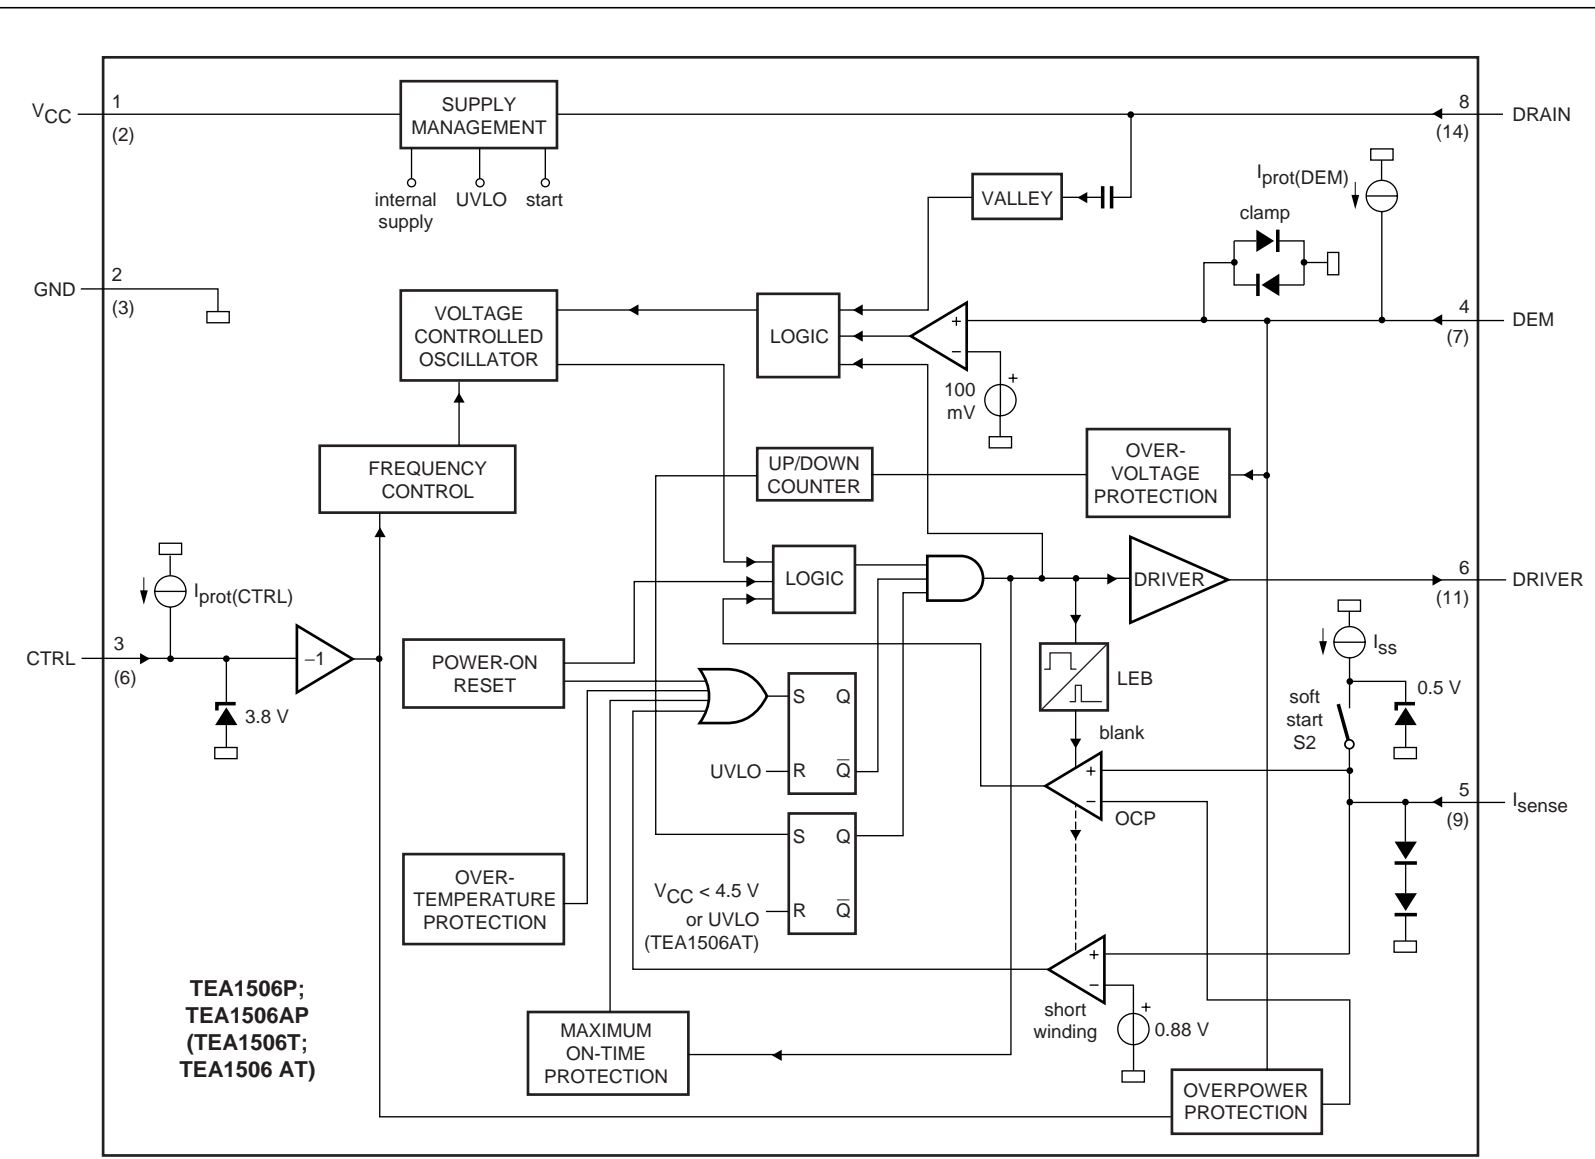 VCC
1
(2)
SUPPLY
MANAGEMENT
8
(14)
DRAIN
internal
supply
UVLO
start
VALLEY
Iprot(DEM)
clamp
GND
2
(3)
VOLTAGE
CONTROLLED
OSCILLATOR
LOGIC
+
−
100
mV
+
4
(7)
DEM
FREQUENCY
CONTROL
UP/DOWN
COUNTER
OVER-
VOLTAGE
PROTECTION
Iprot(CTRL)
LOGIC
DRIVER
6
(11)
DRIVER
CTRL
3
(6)
−1
3.8 V
POWER-ON
RESET
S
Q
UVLO
R
Q̅
LEB
blank
Iss
soft
start
S2
0.5 V
+
−
OCP
5
(9)
Isense
OVER-
TEMPERATURE
PROTECTION
S
Q
VCC < 4.5 V
or UVLO
(TEA1506AT)
R
Q̅
+
−
short
winding
+
0.88 V
TEA1506P;
TEA1506AP
(TEA1506T;
TEA1506 AT)
MAXIMUM
ON-TIME
PROTECTION
OVERPOWER
PROTECTION